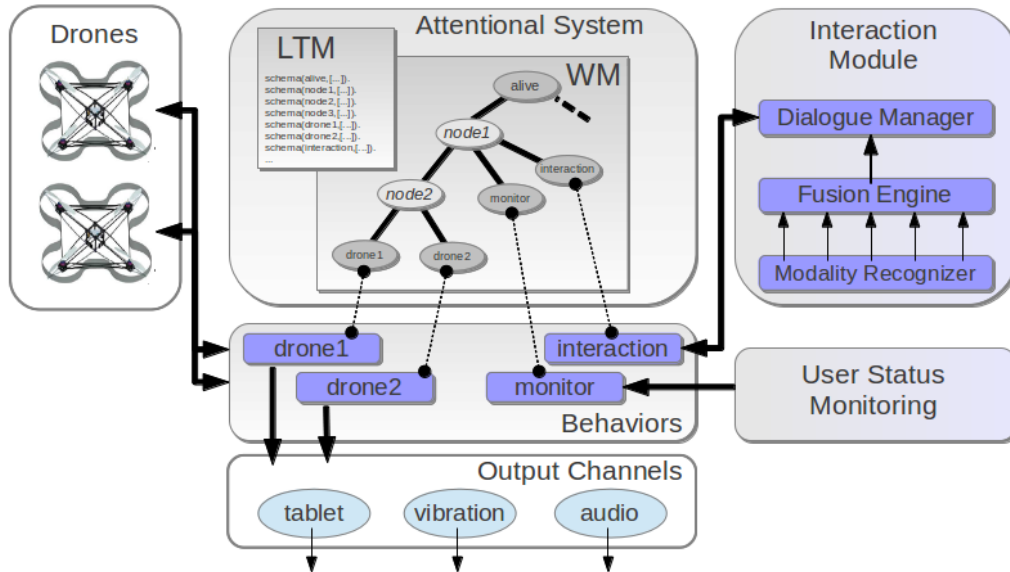 Drones
Attentional System
LTM
schema(alive,[...]).
schema(node1,[...]).
schema(node2,[...]).
schema(node3,[...]).
schema(drone1,[...]).
schema(drone2,[...]).
schema(interaction,[...]).
...
WM
alive
node1
interaction
node2
monitor
drone1
drone2
Interaction
Module
Dialogue Manager
Fusion Engine
Modality Recognizer
drone1
interaction
drone2
monitor
Behaviors
User Status
Monitoring
Output Channels
tablet
vibration
audio